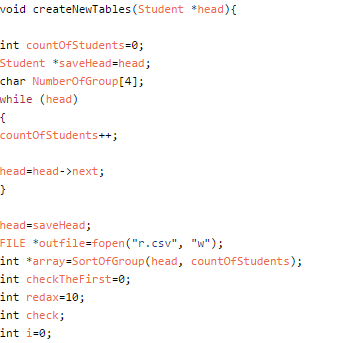 void createNewTables(Student *head){
int countOfStudents=0;
Student *saveHead=head;
char NumberOfGroup[4];
while (head)
{
countOfStudents++;
head=head->next;
}
head=saveHead;
FILE *outfile=fopen("r.csv", "w");
int *array=SortOfGroup(head, countOfStudents);
int checkTheFirst=0;
int redax=10;
int check;
int i=0;